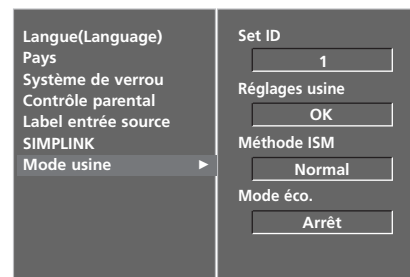 Langue(Language)
Pays
Système de verrou
Contrôle parental
Label entrée source
SIMPLINK
Mode usine ►
Set ID
1
Réglages usine
OK
Méthode ISM
Normal
Mode éco.
Arrêt